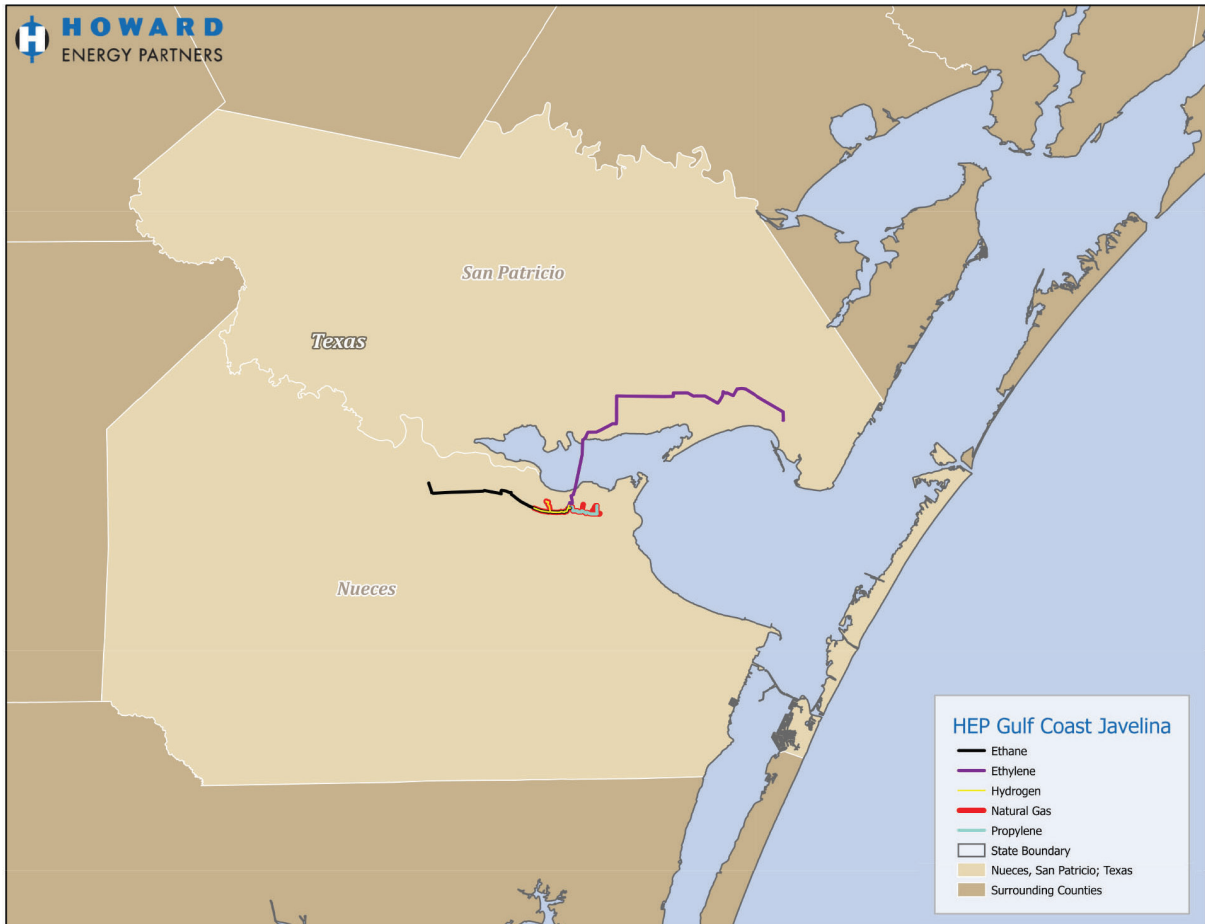 HOWARD
ENERGY PARTNERS
San Patricio
Texas
Nueces
HEP Gulf Coast Javelina
Ethane
Ethylene
Hydrogen
Natural Gas
Propylene
State Boundary
Nueces, San Patricio; Texas
Surrounding Counties